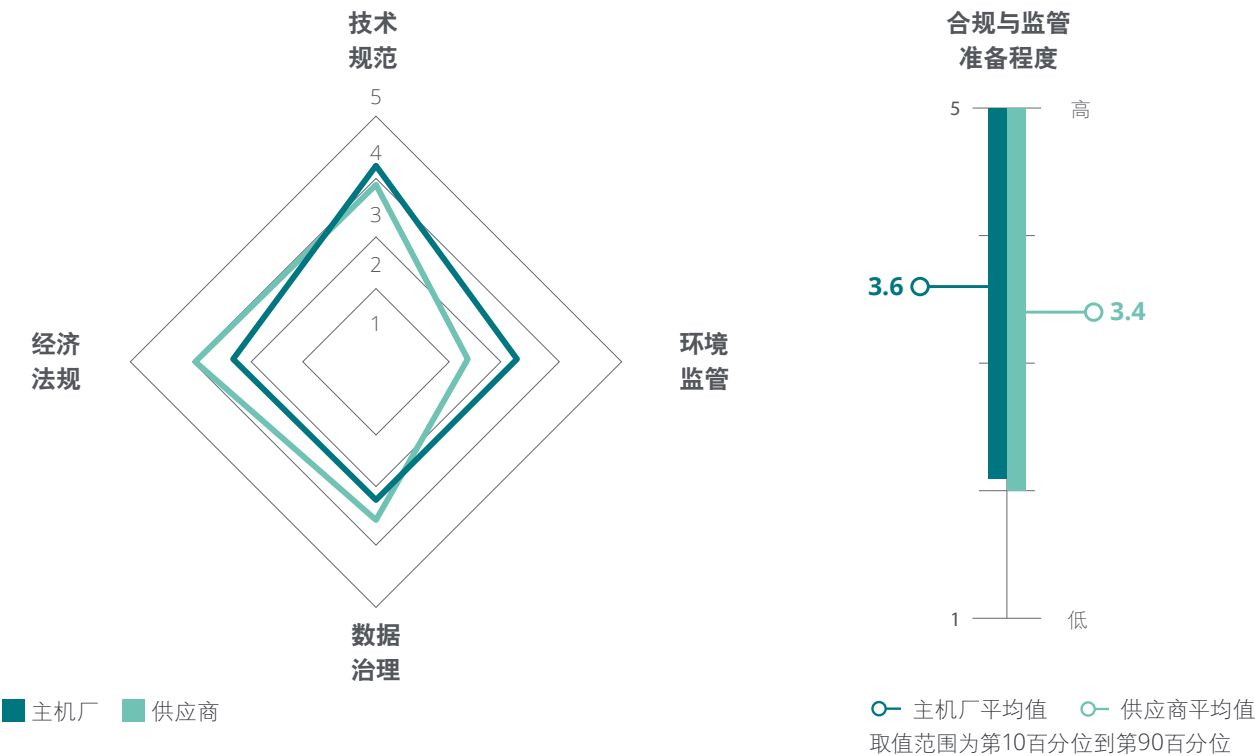 技术
规范
5
4
3
2
1
经济
法规
环境
监管
数据
治理
主机厂 供应商
合规与监管
准备程度
5 高
3.6
3.4
1 低
主机厂平均值 供应商平均值
取值范围为第10百分位到第90百分位